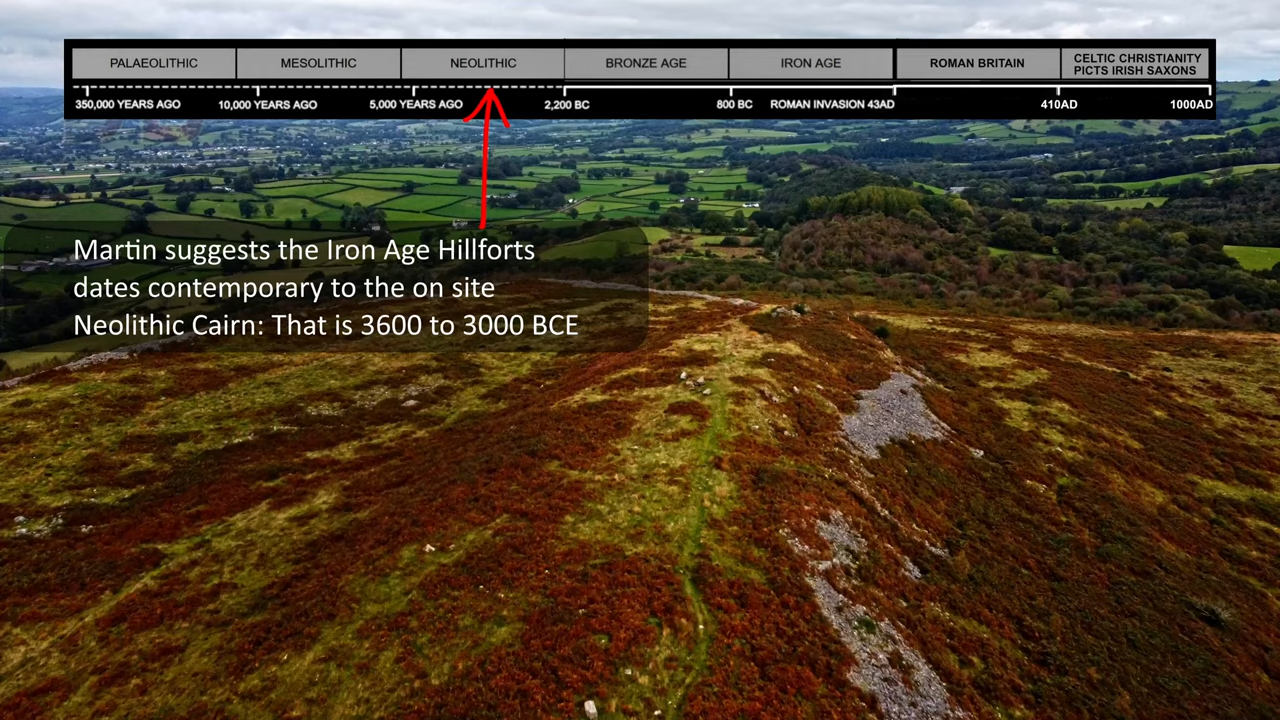 PALAEOLITHIC MESOLITHIC NEOLITHIC BRONZE AGE IRON AGE ROMAN BRITAIN CELTIC CHRISTIANITY
PICTS IRISH SAXONS
350,000 YEARS AGO 10,000 YEARS AGO 5,000 YEARS AGO 2,200 BC 800 BC ROMAN INVASION 43AD 410AD 1000AD
Martin suggests the Iron Age Hillforts
dates contemporary to the on site
Neolithic Cairn: That is 3600 to 3000 BCE